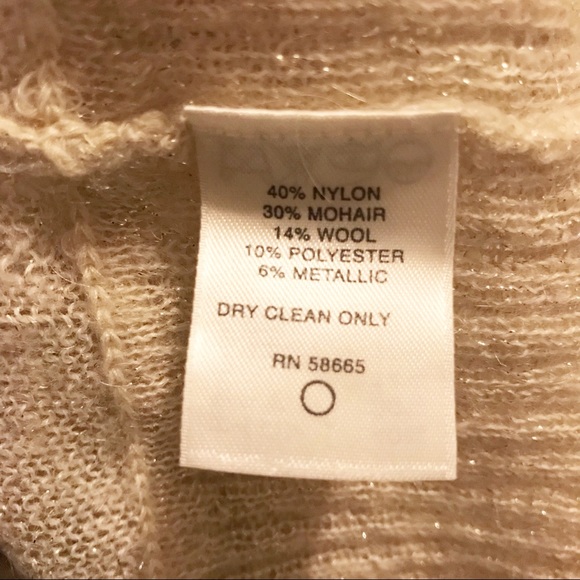 40% NYLON
30% MOHAIR
14% WOOL
10% POLYESTER
6% METALLIC
DRY CLEAN ONLY
RN 58665